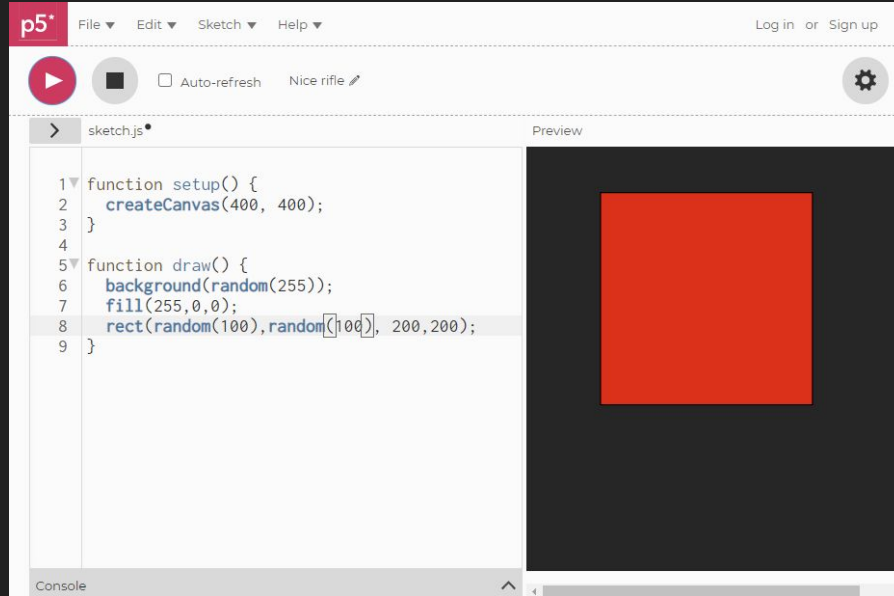 p5* File Edit Sketch Help Log in or Sign up
Auto-refresh Nice rifle
sketch.js Preview
1 function setup() {
2 createCanvas(400, 400);
3 }
4
5 function draw() {
6 background(random(255));
7 fill(255,0,0);
8 rect(random(100),random(100), 200,200);
9 }
Console